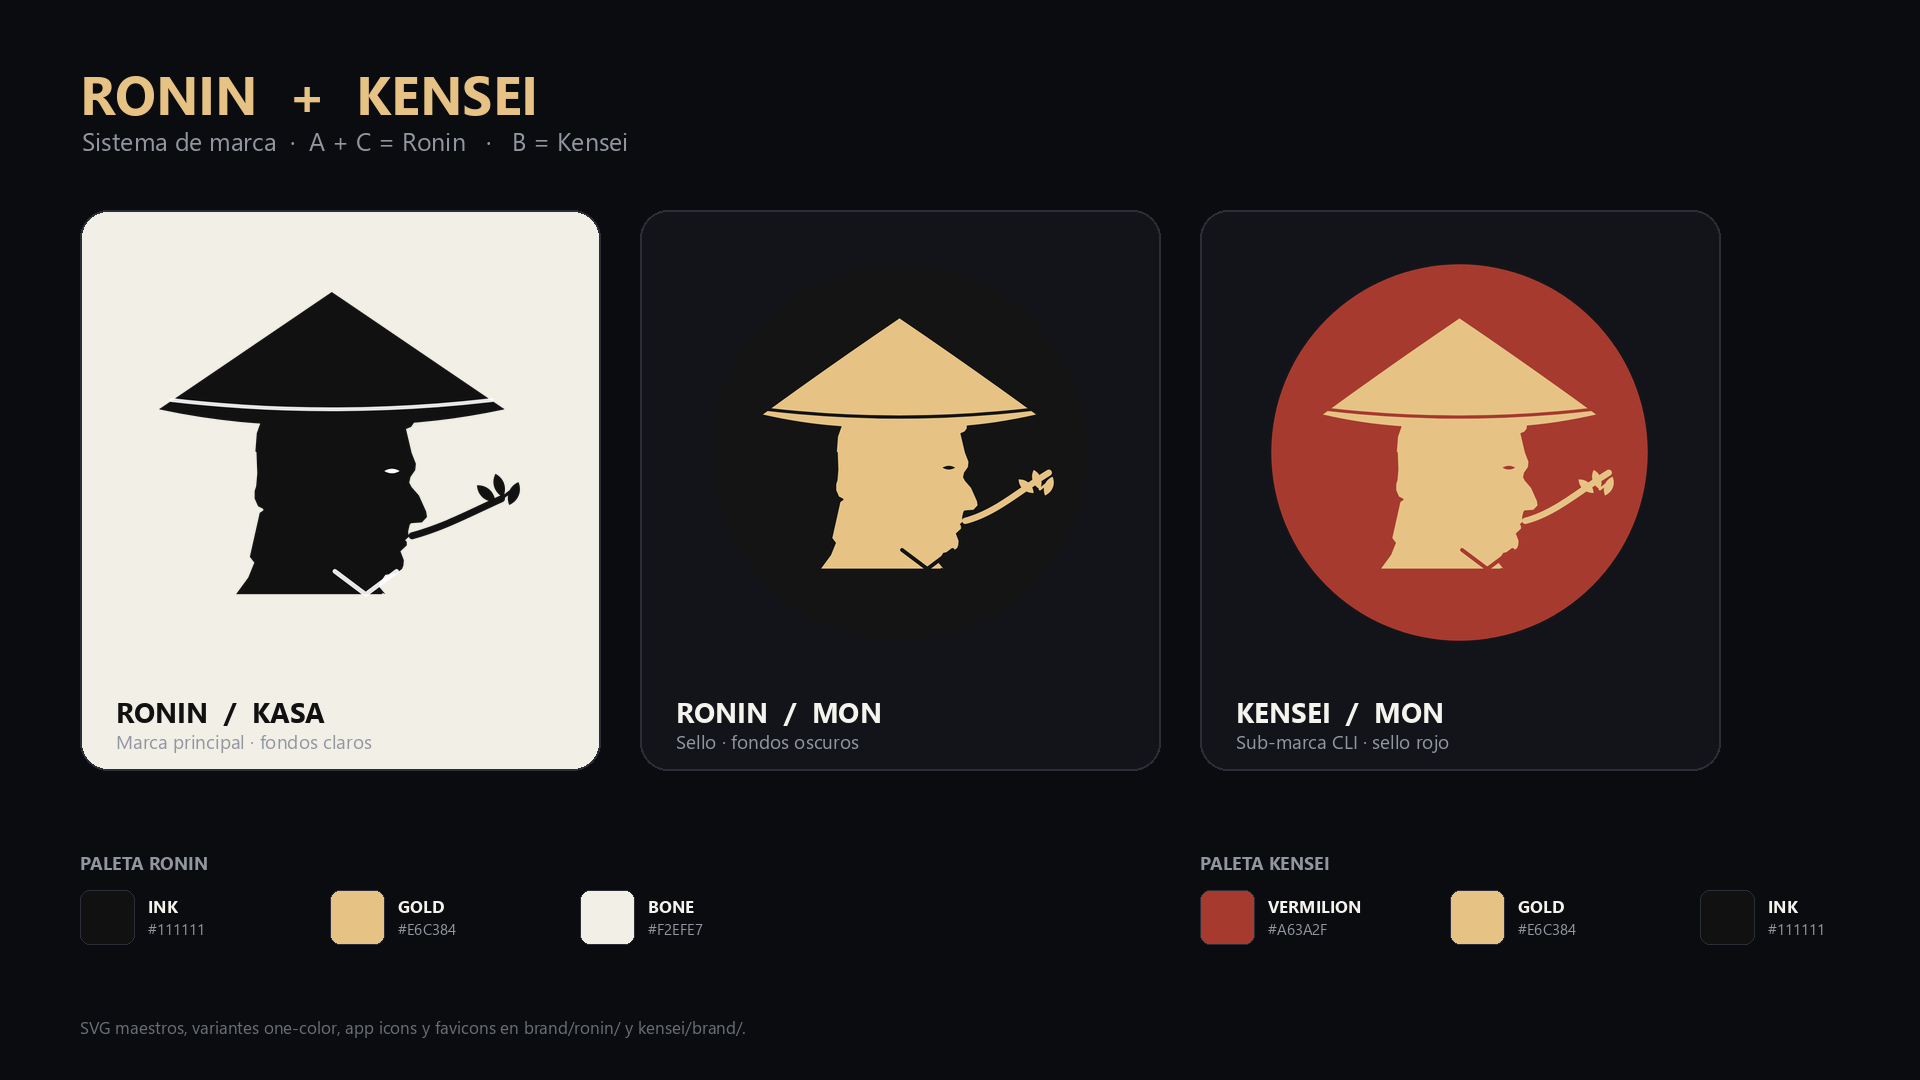 RONIN + KENSEI
Sistema de marca · A + C = Ronin · B = Kensei
RONIN / KASA
Marca principal · fondos claros
RONIN / MON
Sello · fondos oscuros
KENSEI / MON
Sub-marca CLI · sello rojo
PALETA RONIN
INK
#111111
GOLD
#E6C384
BONE
#F2EFE7
PALETA KENSEI
VERMILION
#A63A2F
GOLD
#E6C384
INK
#111111
SVG maestros, variantes one-color, app icons y favicons en brand/ronin/ y kensei/brand/.